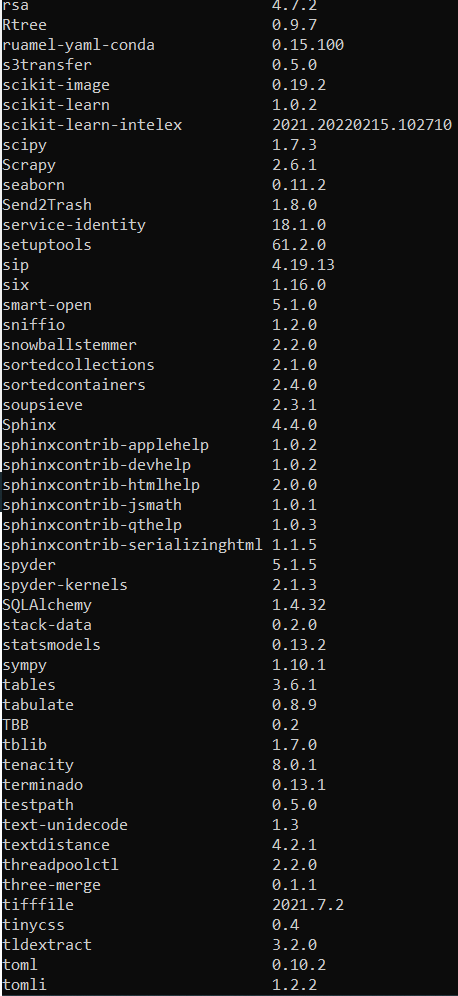 rsa 4.7.2
Rtree 0.9.7
ruamel-yaml-conda 0.15.100
s3transfer 0.5.0
scikit-image 0.19.2
scikit-learn 1.0.2
scikit-learn-intelex 2021.20220215.102710
scipy 1.7.3
Scrapy 2.6.1
seaborn 0.11.2
Send2Trash 1.8.0
service-identity 18.1.0
setuptools 61.2.0
sip 4.19.13
six 1.16.0
smart-open 5.1.0
sniffio 1.2.0
snowballstemmer 2.2.0
sortedcollections 2.1.0
sortedcontainers 2.4.0
soupsieve 2.3.1
Sphinx 4.4.0
sphinxcontrib-applehelp 1.0.2
sphinxcontrib-devhelp 1.0.2
sphinxcontrib-htmlhelp 2.0.0
sphinxcontrib-jsmath 1.0.1
sphinxcontrib-qthelp 1.0.3
sphinxcontrib-serializinghtml 1.1.5
spyder 5.1.5
spyder-kernels 2.1.3
SQLAlchemy 1.4.32
stack-data 0.2.0
statsmodels 0.13.2
sympy 1.10.1
tables 3.6.1
tabulate 0.8.9
TBB 0.2
tblib 1.7.0
tenacity 8.0.1
terminado 0.13.1
testpath 0.5.0
text-unidecode 1.3
textdistance 4.2.1
threadpoolctl 2.2.0
three-merge 0.1.1
tifffile 2021.7.2
tinycss 0.4
tldextract 3.2.0
toml 0.10.2
tomli 1.2.2